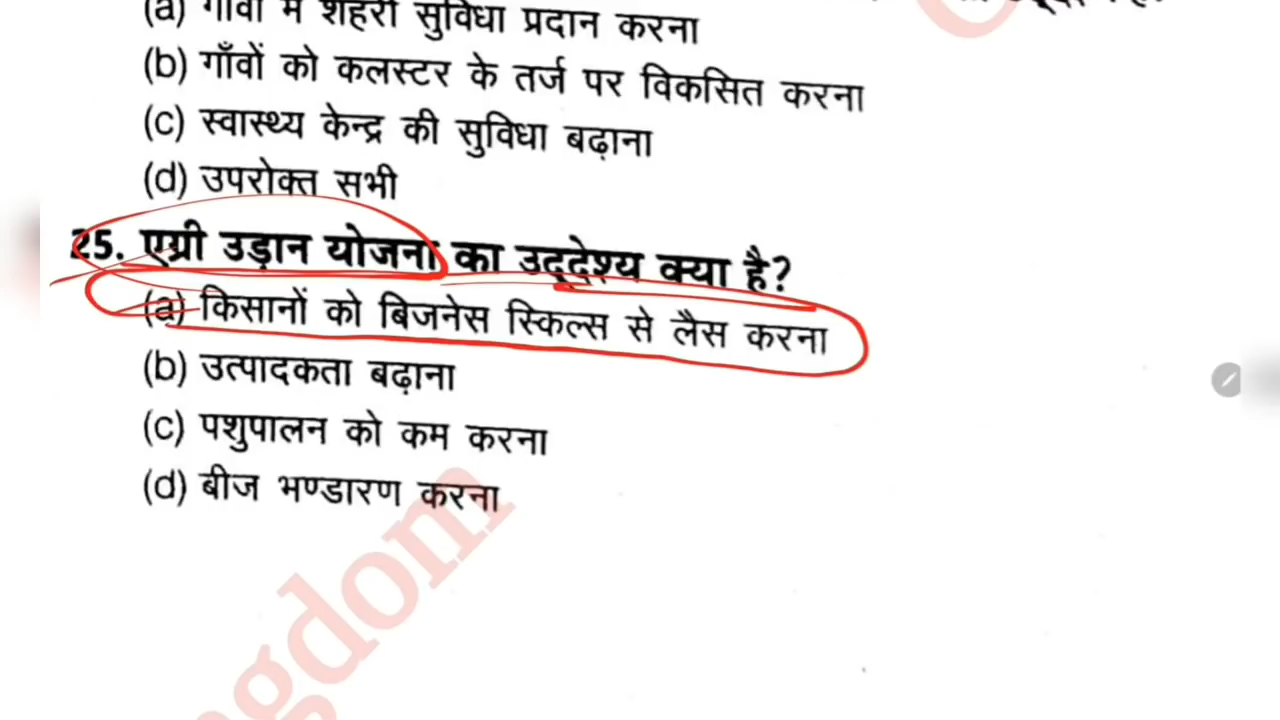 (a) गाँवों में शहरी सुविधा प्रदान करना
(b) गाँवों को कलस्टर के तर्ज पर विकसित करना
(c) स्वास्थ्य केन्द्र की सुविधा बढ़ाना
(d) उपरोक्त सभी
25. एग्री उड़ान योजना का उद्देश्य क्या है?
(a) किसानों को बिजनेस स्किल्स से लैस करना
(b) उत्पादकता बढ़ाना
(c) पशुपालन को कम करना
(d) बीज भण्डारण करना